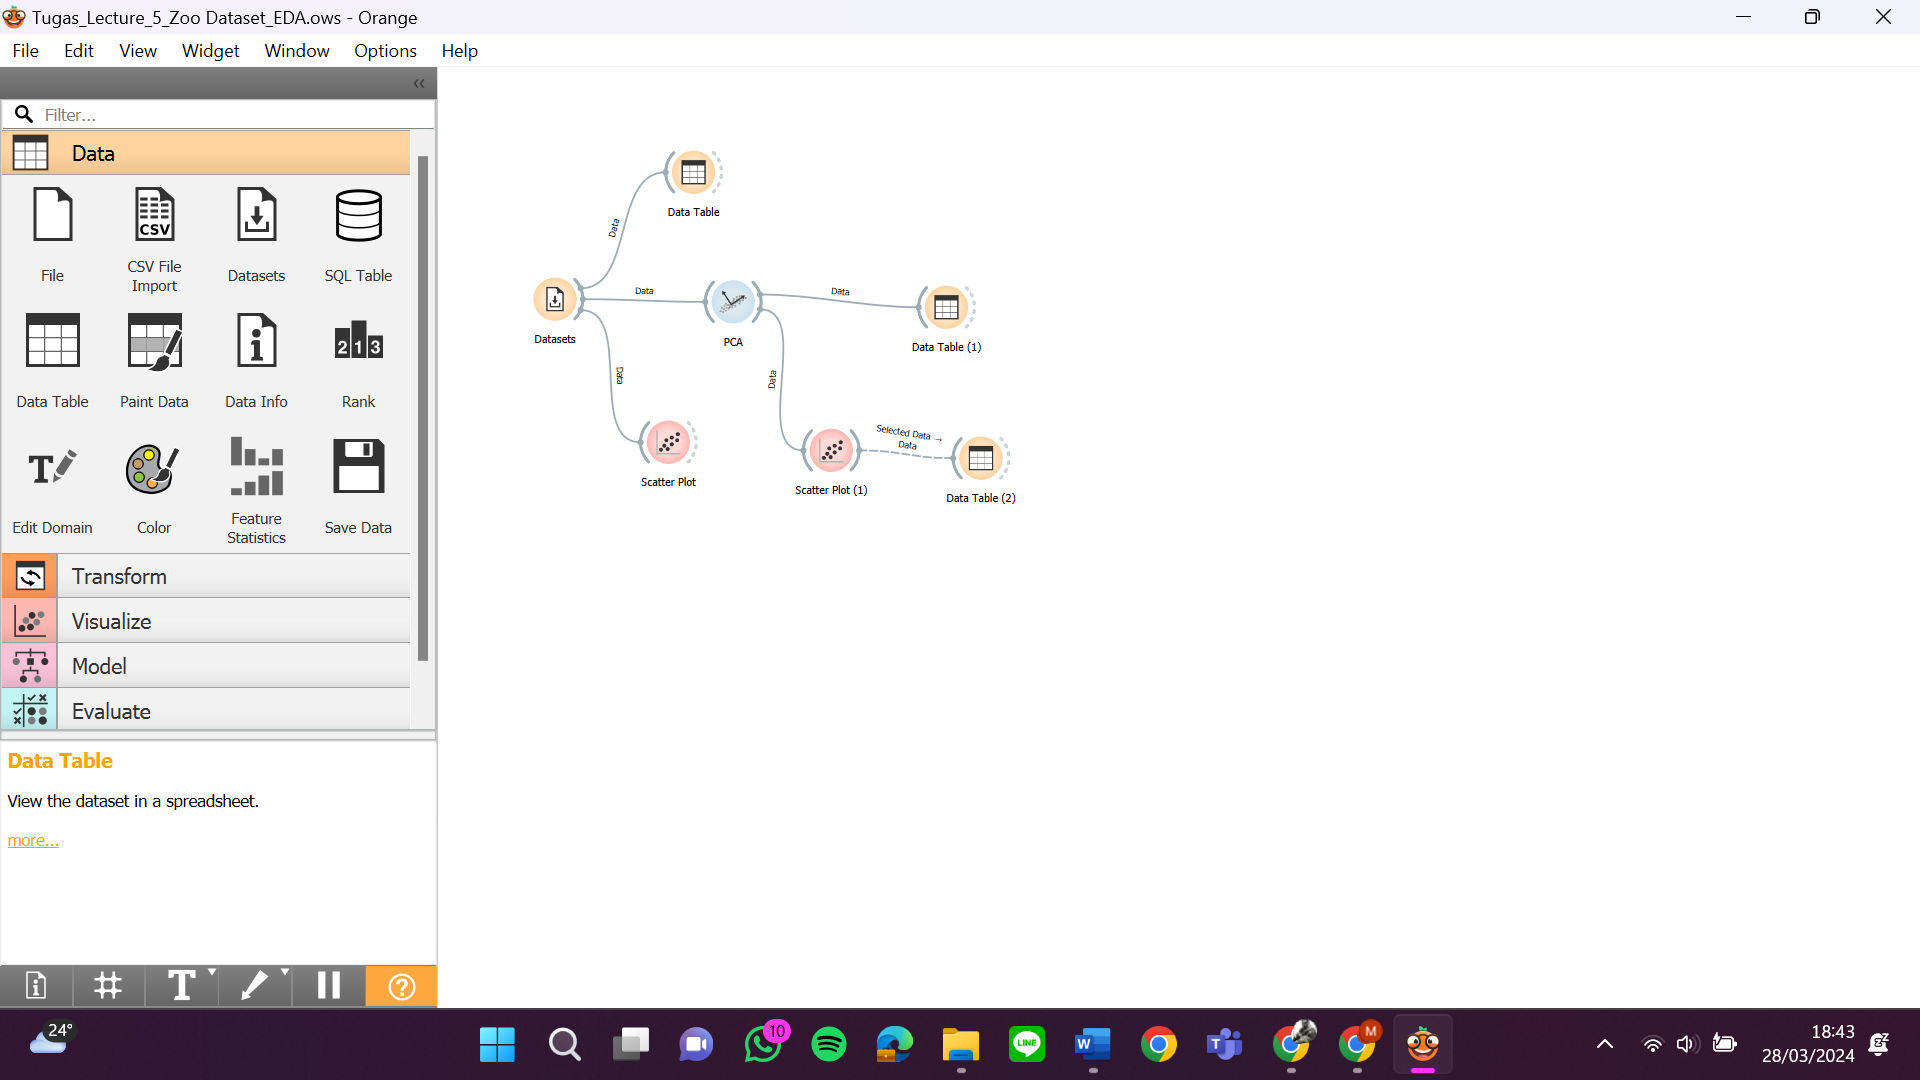 Tugas_Lecture_5_Zoo Dataset_EDA.ows - Orange
File Edit View Widget Window Options Help
Filter...
Data
File
CSV
CSV File
Import
Datasets
SQL Table
Data Table
Paint Data
Data Info
213
Rank
Edit Domain
Color
Feature
Statistics
Save Data
Transform
Visualize
Model
Evaluate
Data Table
View the dataset in a spreadsheet.
more...
Data
Data Table
Datasets
Data
PCA
Data
Data Table (1)
Data
Scatter Plot
Data
Scatter Plot (1)
Selected Data →
Data
Data Table (2)
24°
10
LINE
W
T
M
18:43
28/03/2024